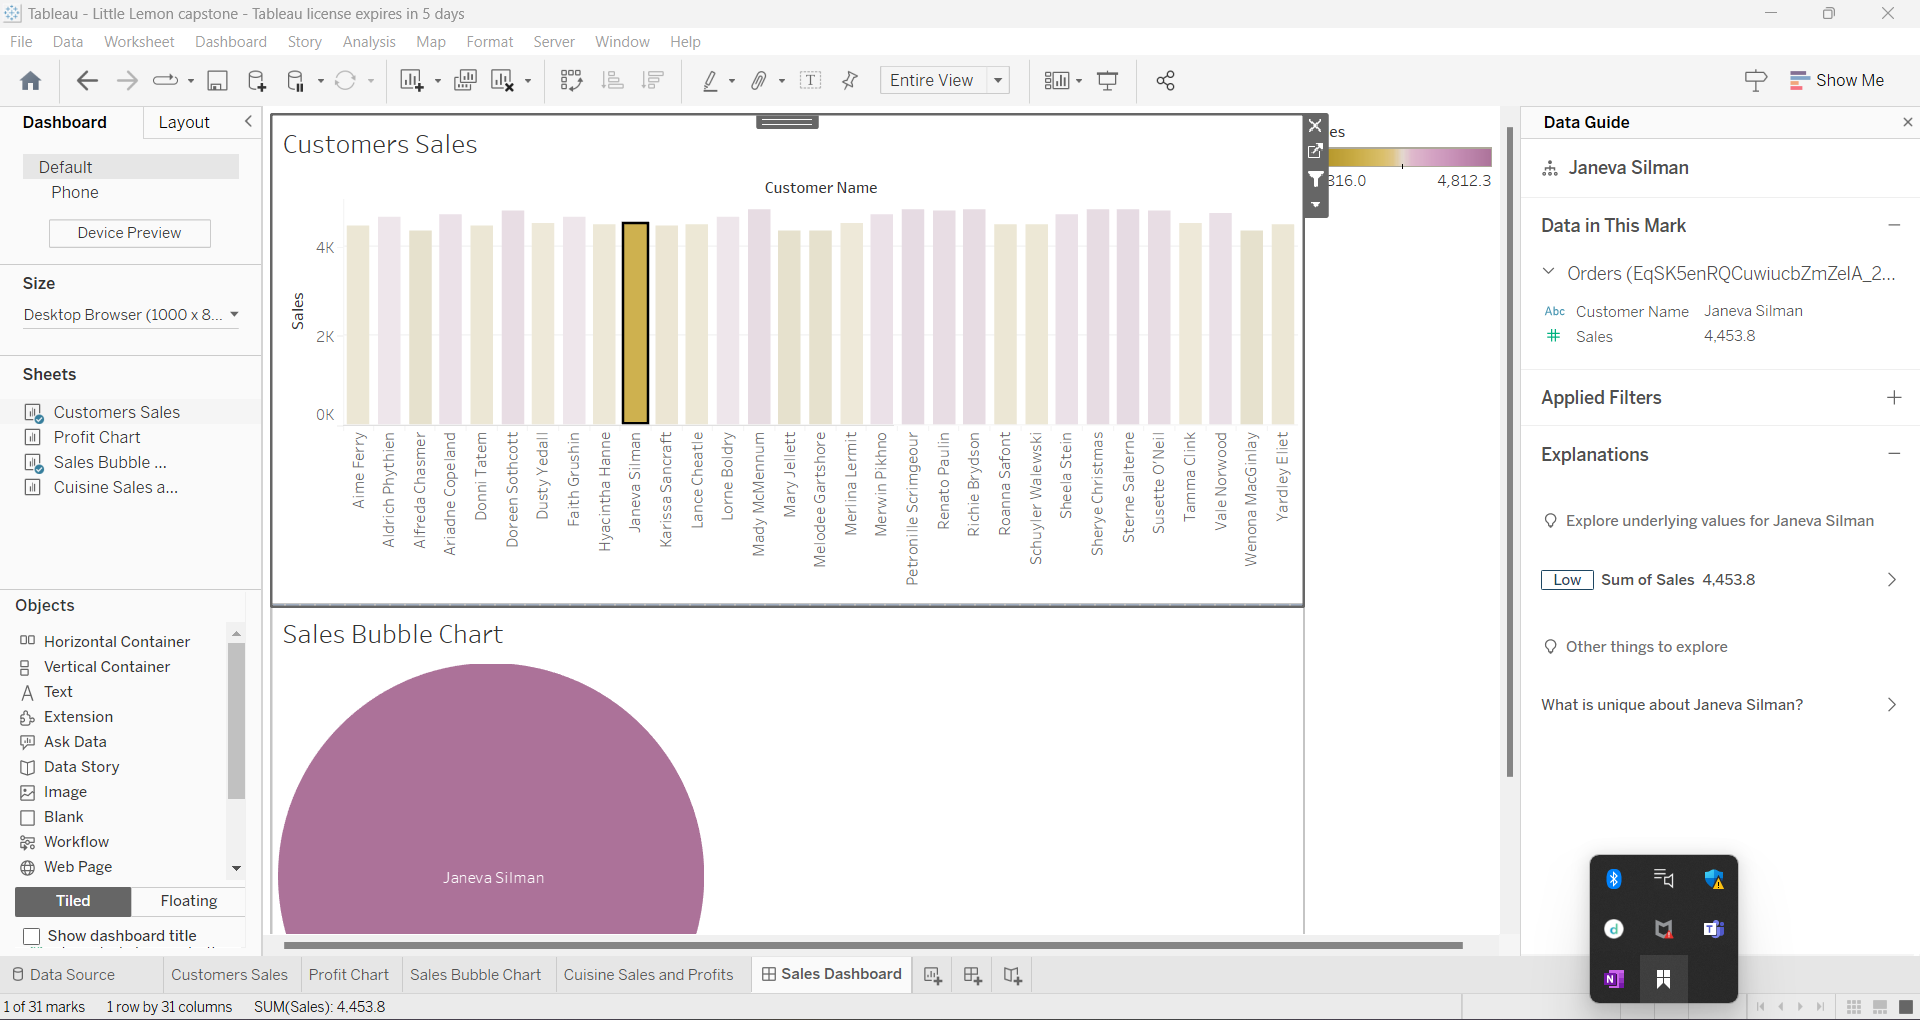 Tableau - Little Lemon capstone - Tableau license expires in 5 days
File Data Worksheet Dashboard Story Analysis Map Format Server Window Help
Entire View
Show Me
Dashboard Layout
Default
Phone
Device Preview
Size
Desktop Browser (1000 x 8...
Sheets
Customers Sales
Profit Chart
Sales Bubble ...
Cuisine Sales a...
Objects
Horizontal Container
Vertical Container
Text
Extension
Ask Data
Data Story
Image
Blank
Workflow
Web Page
Tiled Floating
Show dashboard title
Customers Sales
Customer Name
Sales
4K
2K
0K
Aime Ferry
Aldrich Phythien
Alfreda Chasmer
Ariadne Copeland
Donni Tatem
Doreen Sothcott
Dusty Yedall
Faith Grushin
Hyacintha Hanne
Janeva Silman
Karissa Sancraft
Lance Cheatle
Lorne Boldry
Mady McMennum
Mary Jellett
Melodee Gartshore
Merlina Lermit
Merwin Pikhno
Petronille Scrimgeour
Renato Paulin
Richie Brydson
Roanna Safont
Schuyler Walewski
Sheela Stein
Sherye Christmas
Sterne Salterne
Susette O'Neil
Tamma Clink
Vale Norwood
Wenona MacGinlay
Yardley Eliet
es
316.0 4,812.3
Sales Bubble Chart
Janeva Silman
Data Guide
Janeva Silman
Data in This Mark
Orders (EqSK5enRQCuwiucbZmZelA_2...
Abc Customer Name Janeva Silman
Sales 4,453.8
Applied Filters
Explanations
Explore underlying values for Janeva Silman
Low Sum of Sales 4,453.8
Other things to explore
What is unique about Janeva Silman?
Data Source Customers Sales Profit Chart Sales Bubble Chart Cuisine Sales and Profits Sales Dashboard
1 of 31 marks 1 row by 31 columns SUM(Sales): 4,453.8